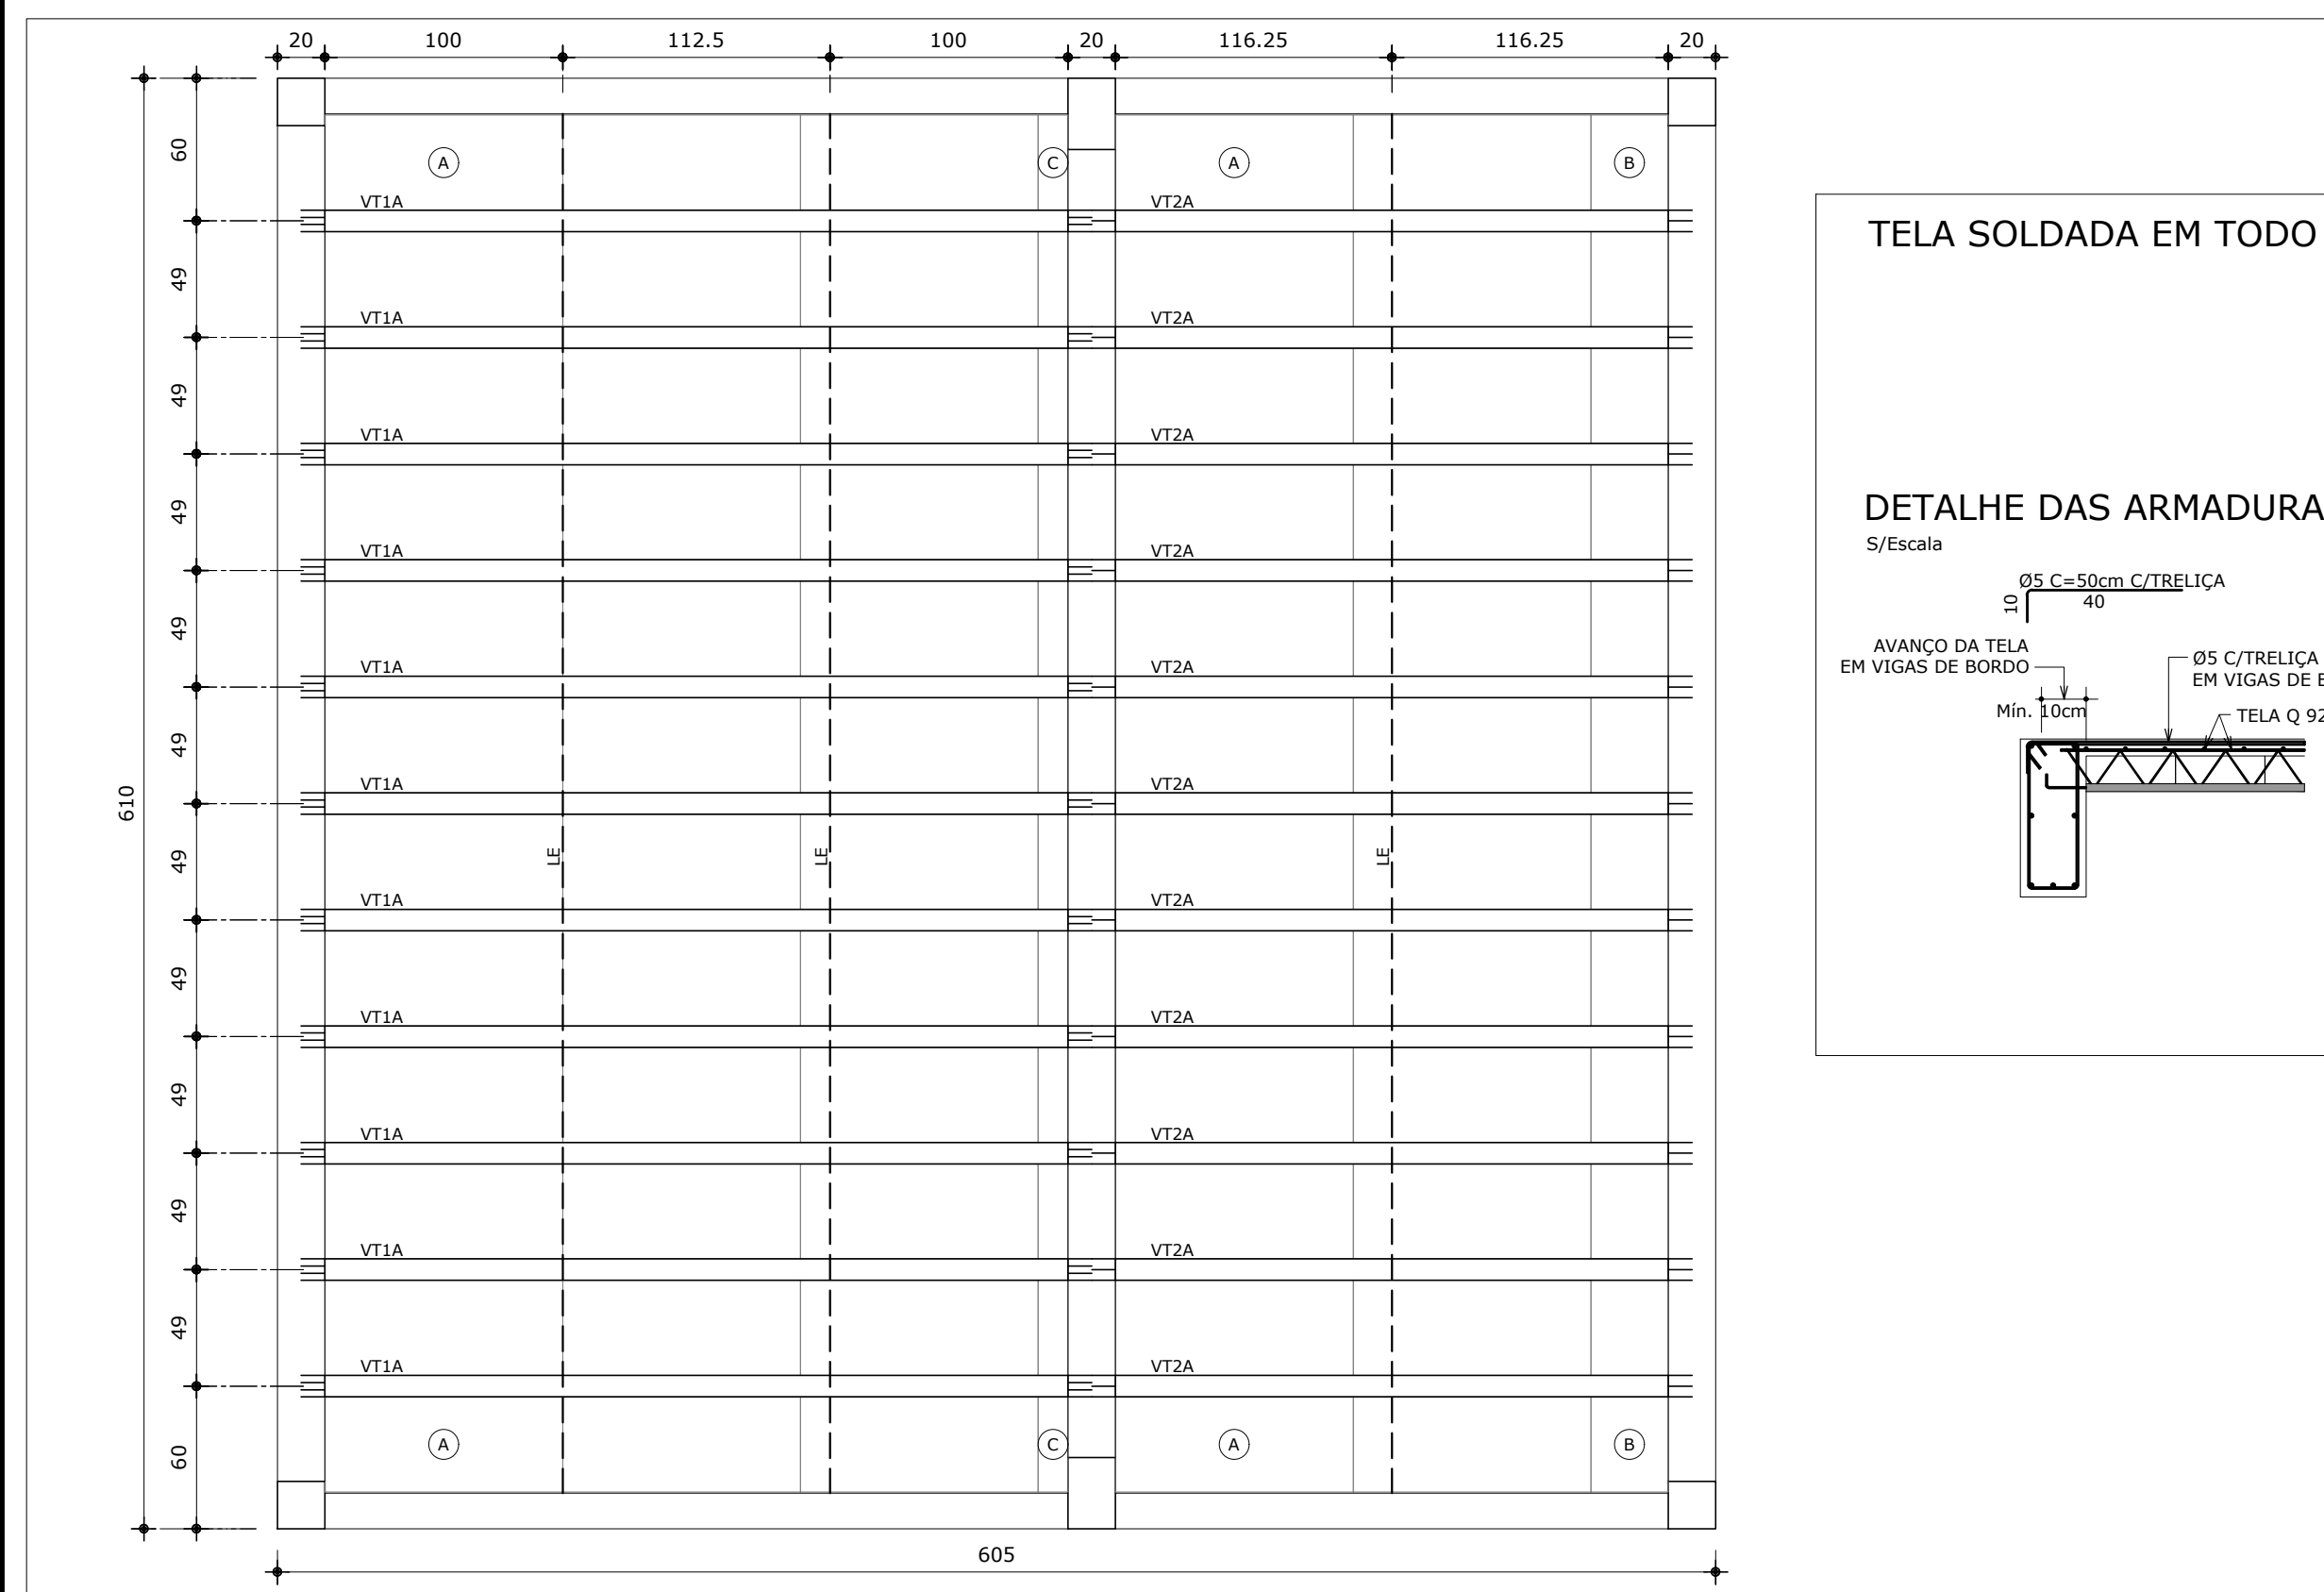 20 100 112.5 100 20 116.25 116.25 20
60
A C A B
VT1A VT2A
49
VT1A VT2A
49
VT1A VT2A
49
VT1A VT2A
49
VT1A VT2A
49
VT1A VT2A
610
49
LE LE LE
VT1A VT2A
49
VT1A VT2A
49
VT1A VT2A
49
VT1A VT2A
49
VT1A VT2A
60
A C A B
605
TELA SOLDADA EM TODO
DETALHE DAS ARMADURA
S/Escala
Ø5 C=50cm C/TRELIÇA
10 40
AVANÇO DA TELA
EM VIGAS DE BORDO
Ø5 C/TRELIÇA
EM VIGAS DE
Mín. 10cm
TELA Q 92